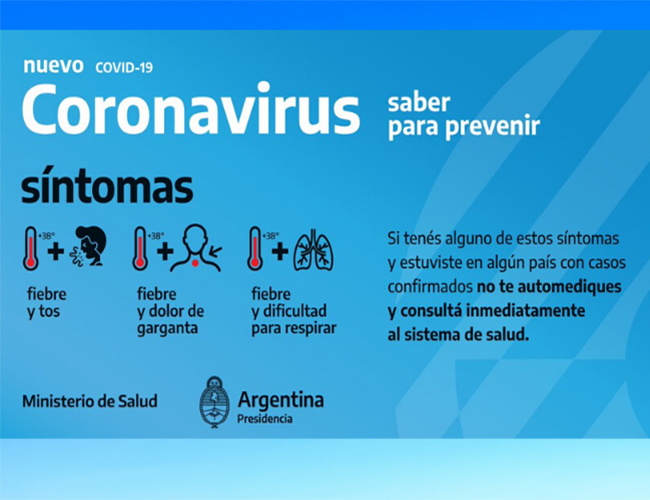 nuevo COVID-19
Coronavirus
saber
para prevenir
síntomas
+38° +38° +38°
fiebre
y tos
fiebre
y dolor de
garganta
fiebre
y dificultad
para respirar
Si tenés alguno de estos síntomas
y estuviste en algún país con casos
confirmados no te automediques
y consultá inmediatamente
al sistema de salud.
Ministerio de Salud
Argentina
Presidencia